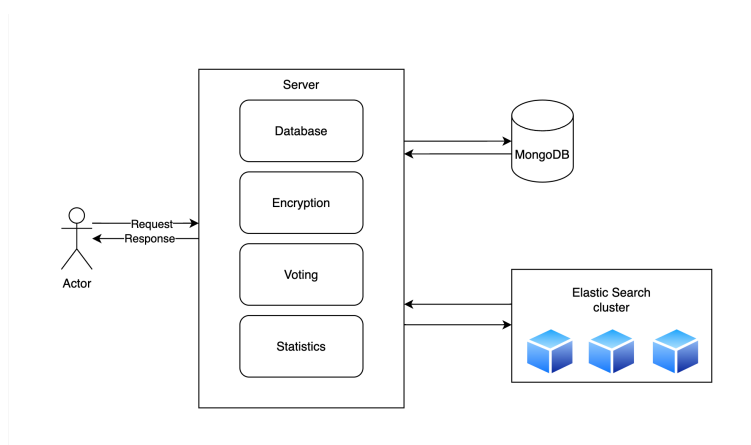 Server
Database
Encryption
Voting
Statistics
Request
Response
Actor
MongoDB
Elastic Search
cluster